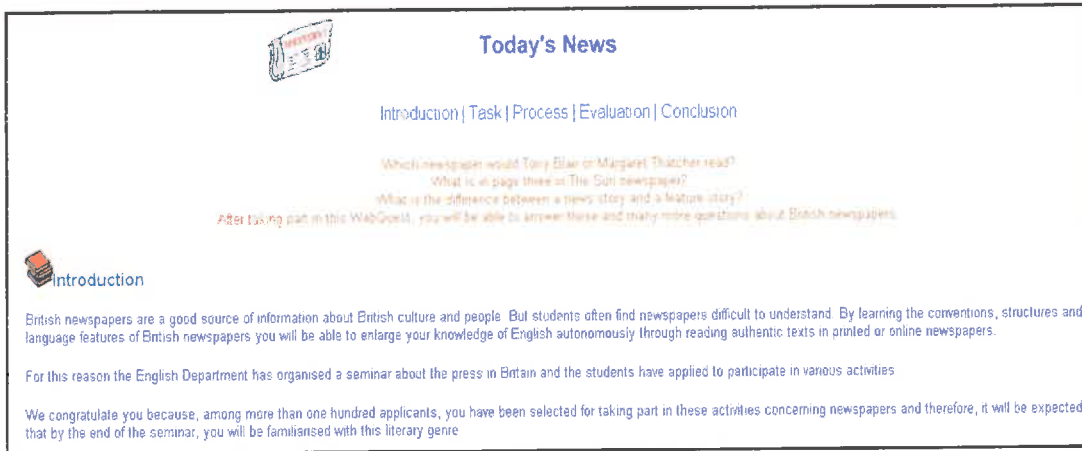 Today's News
Introduction | Task | Process | Evaluation | Conclusion
Which newspaper would Tony Blair or Margaret Thatcher read?
What is in page three in The Sun newspaper?
What is the difference between a news story and a feature story?
After taking part in this WebQuest, you will be able to answer these and many more questions about British newspapers.
Introduction
British newspapers are a good source of information about British culture and people. But students often find newspapers difficult to understand. By learning the conventions, structures and
language features of British newspapers you will be able to enlarge your knowledge of English autonomously through reading authentic texts in printed or online newspapers.
For this reason the English Department has organised a seminar about the press in Britain and the students have applied to participate in various activities
We congratulate you because, among more than one hundred applicants, you have been selected for taking part in these activities concerning newspapers and therefore, it will be expected
that by the end of the seminar, you will be familiarised with this literary genre